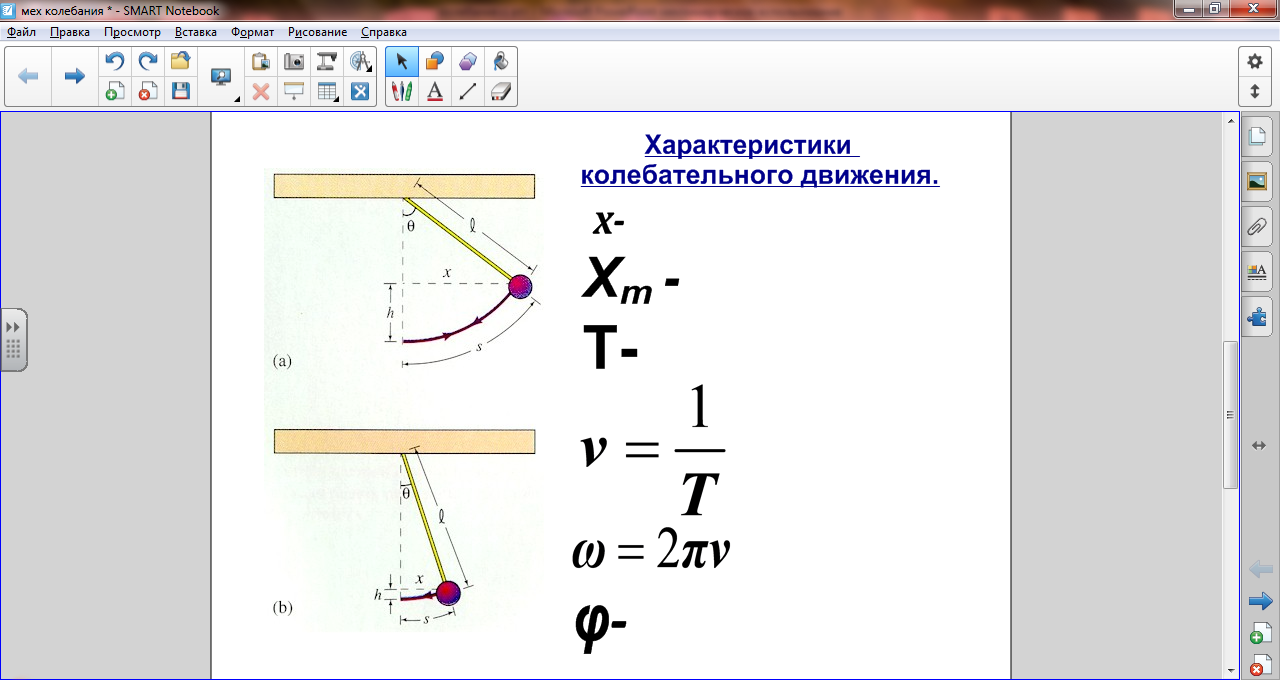 мех колебания * - SMART Notebook
Файл Правка Просмотр Вставка Формат Рисование Справка
Характеристики
колебательного движения.
θ
ℓ
x
h
s
(a)
x-
Xm -
T-
ν = 1/T
ω = 2πν
φ-
θ
ℓ
x
h
s
(b)